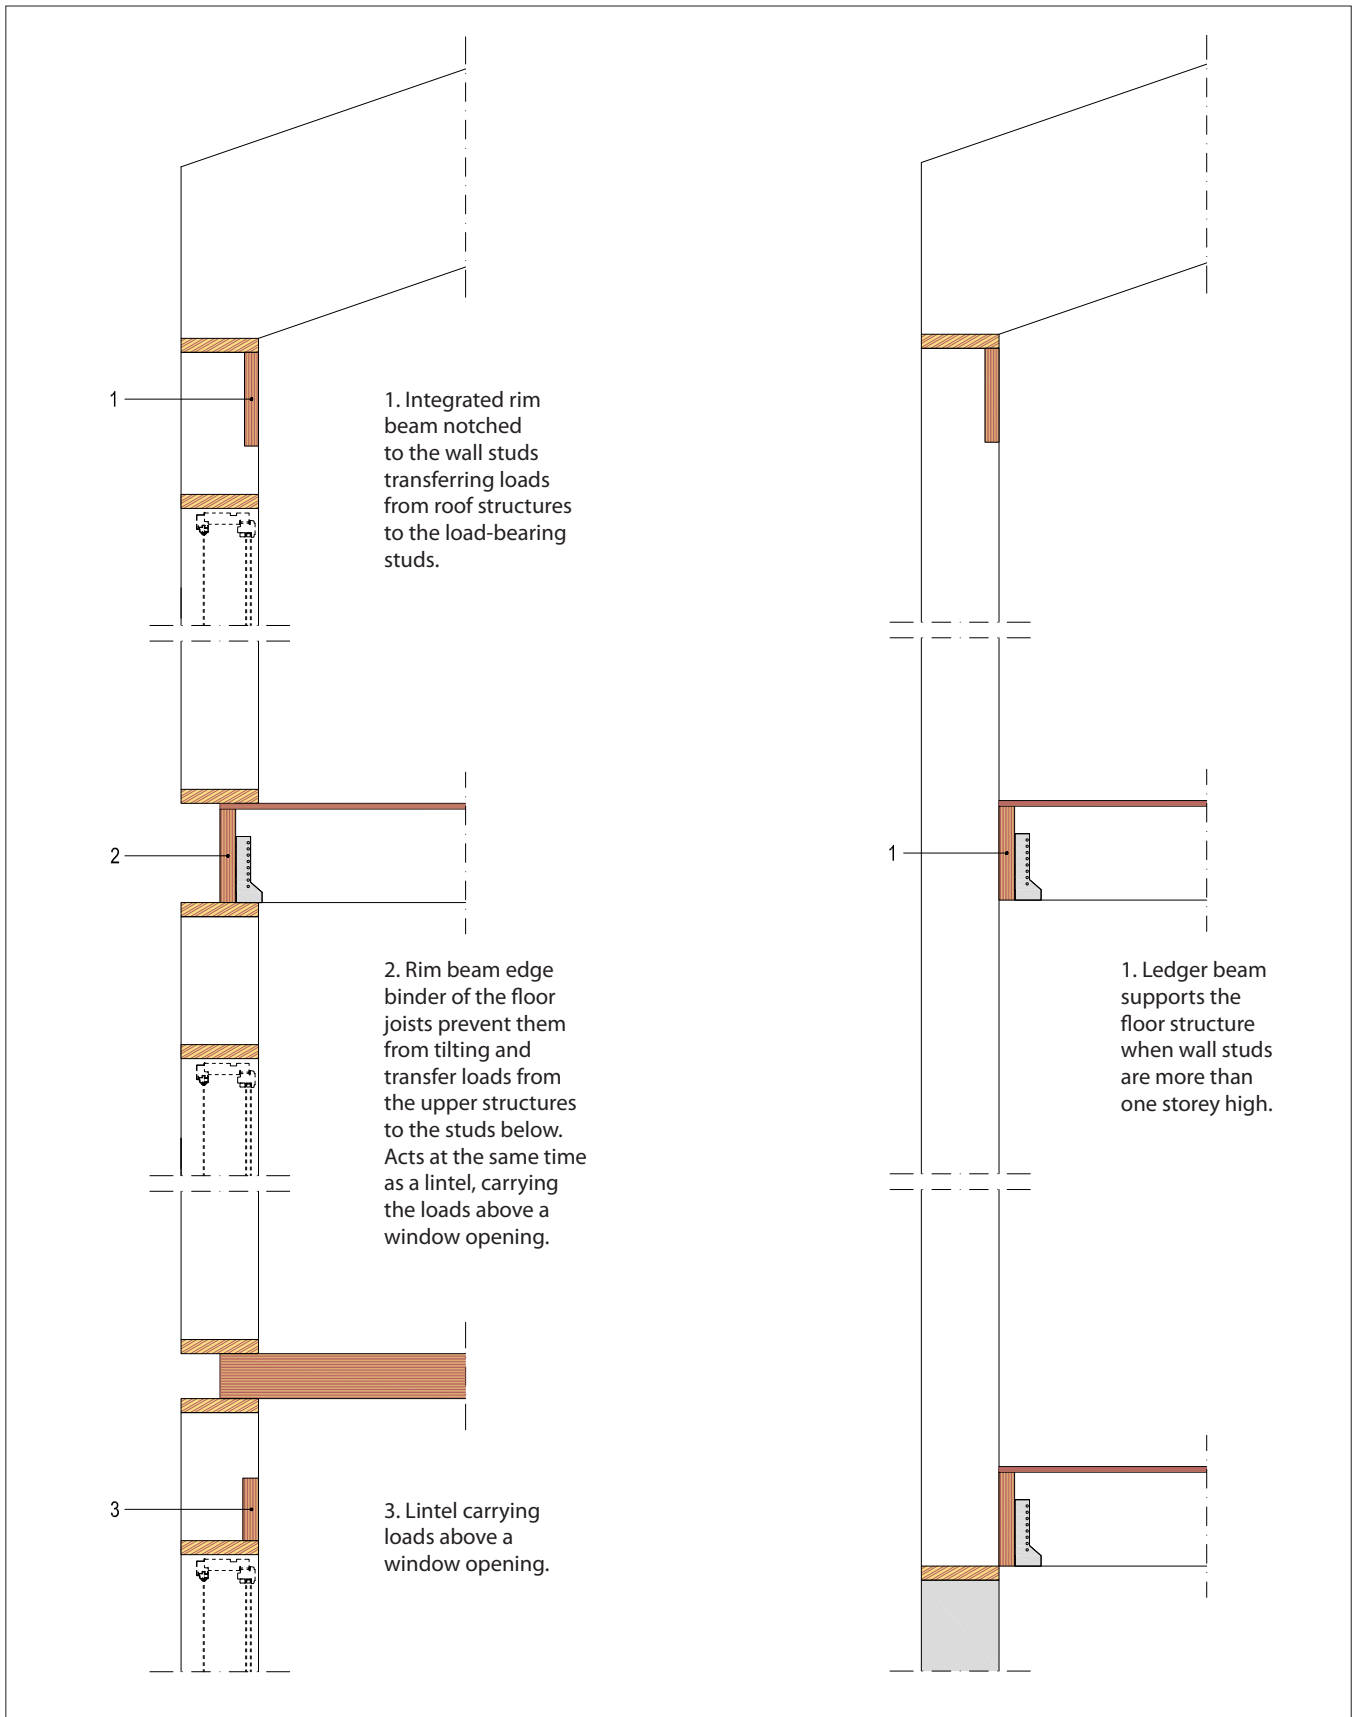 1
1. Integrated rim
beam notched
to the wall studs
transferring loads
from roof structures
to the load-bearing
studs.
2
2. Rim beam edge
binder of the floor
joists prevent them
from tilting and
transfer loads from
the upper structures
to the studs below.
Acts at the same time
as a lintel, carrying
the loads above a
window opening.
3
3. Lintel carrying
loads above a
window opening.
1
1. Ledger beam
supports the
floor structure
when wall studs
are more than
one storey high.